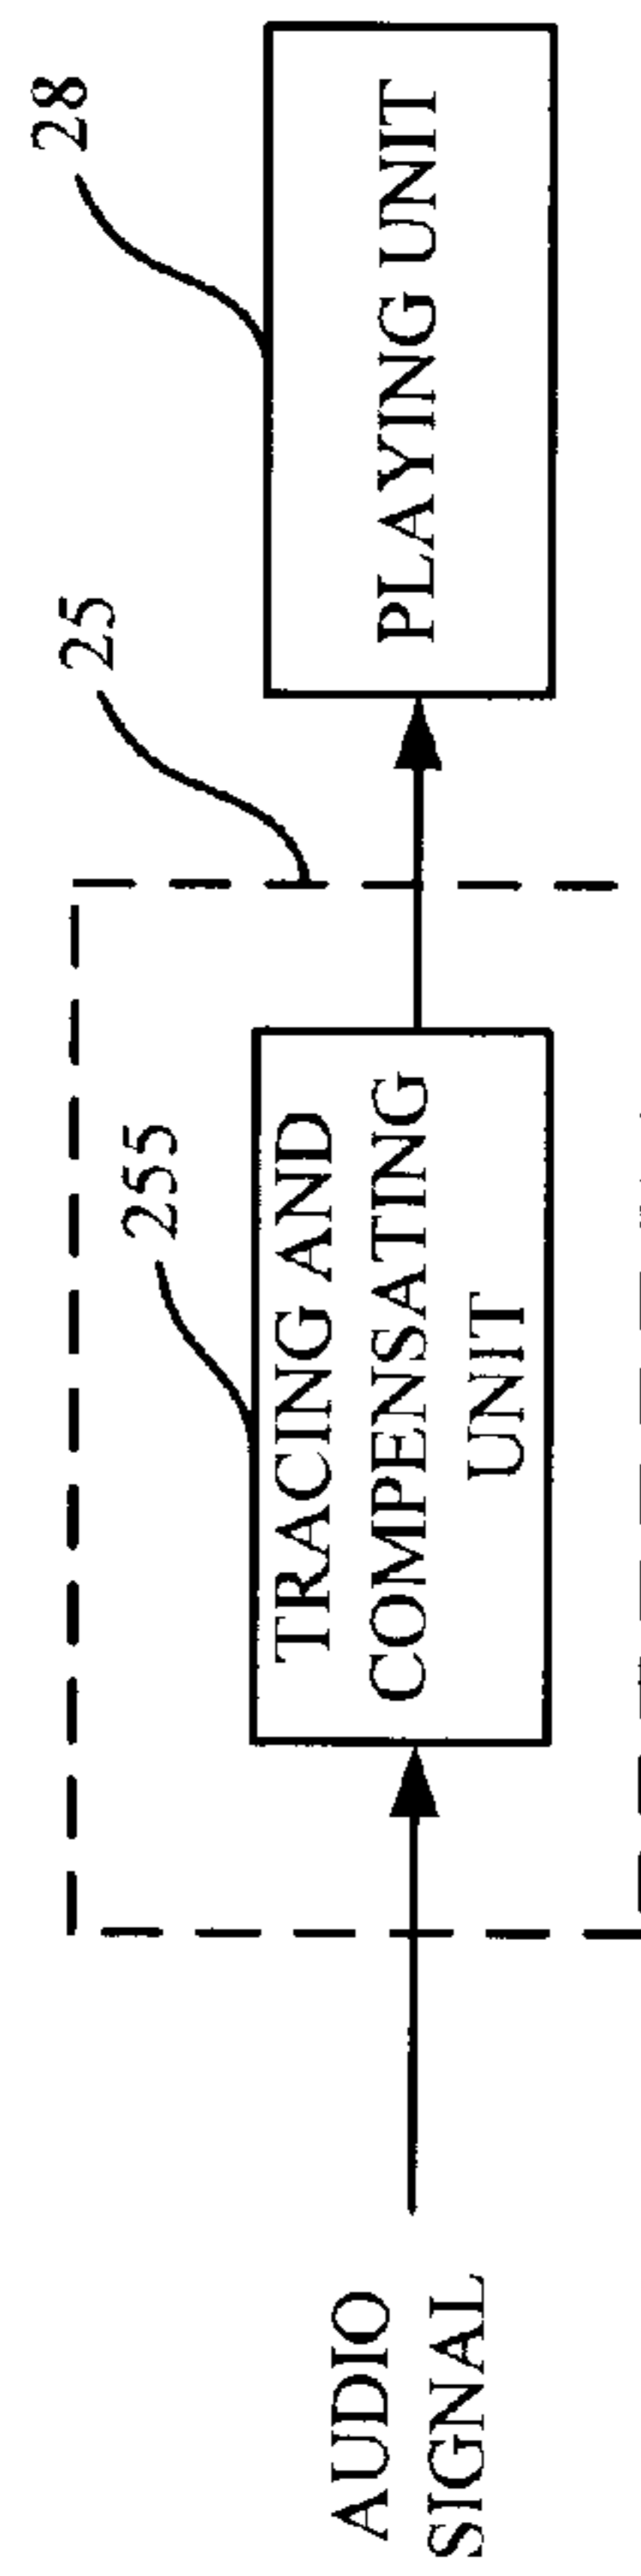 28
25
255
AUDIO
SIGNAL
TRACING AND
COMPENSATING
UNIT
PLAYING UNIT